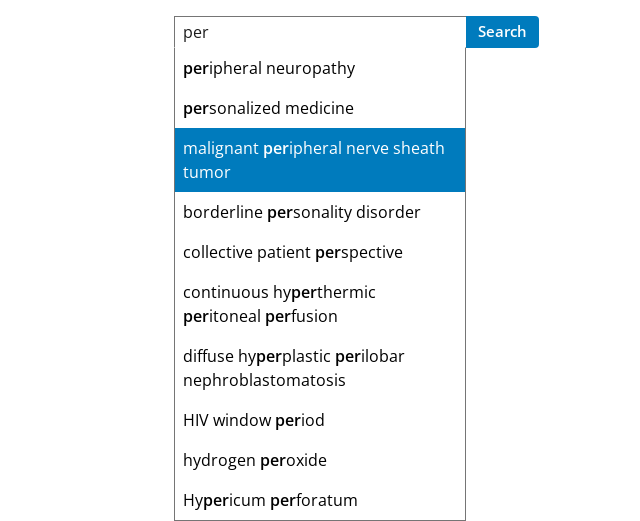 per
Search
peripheral neuropathy
personalized medicine
malignant peripheral nerve sheath
tumor
borderline personality disorder
collective patient perspective
continuous hyperthermic
peritoneal perfusion
diffuse hyperplastic perilobar
nephroblastomatosis
HIV window period
hydrogen peroxide
Hypericum perforatum